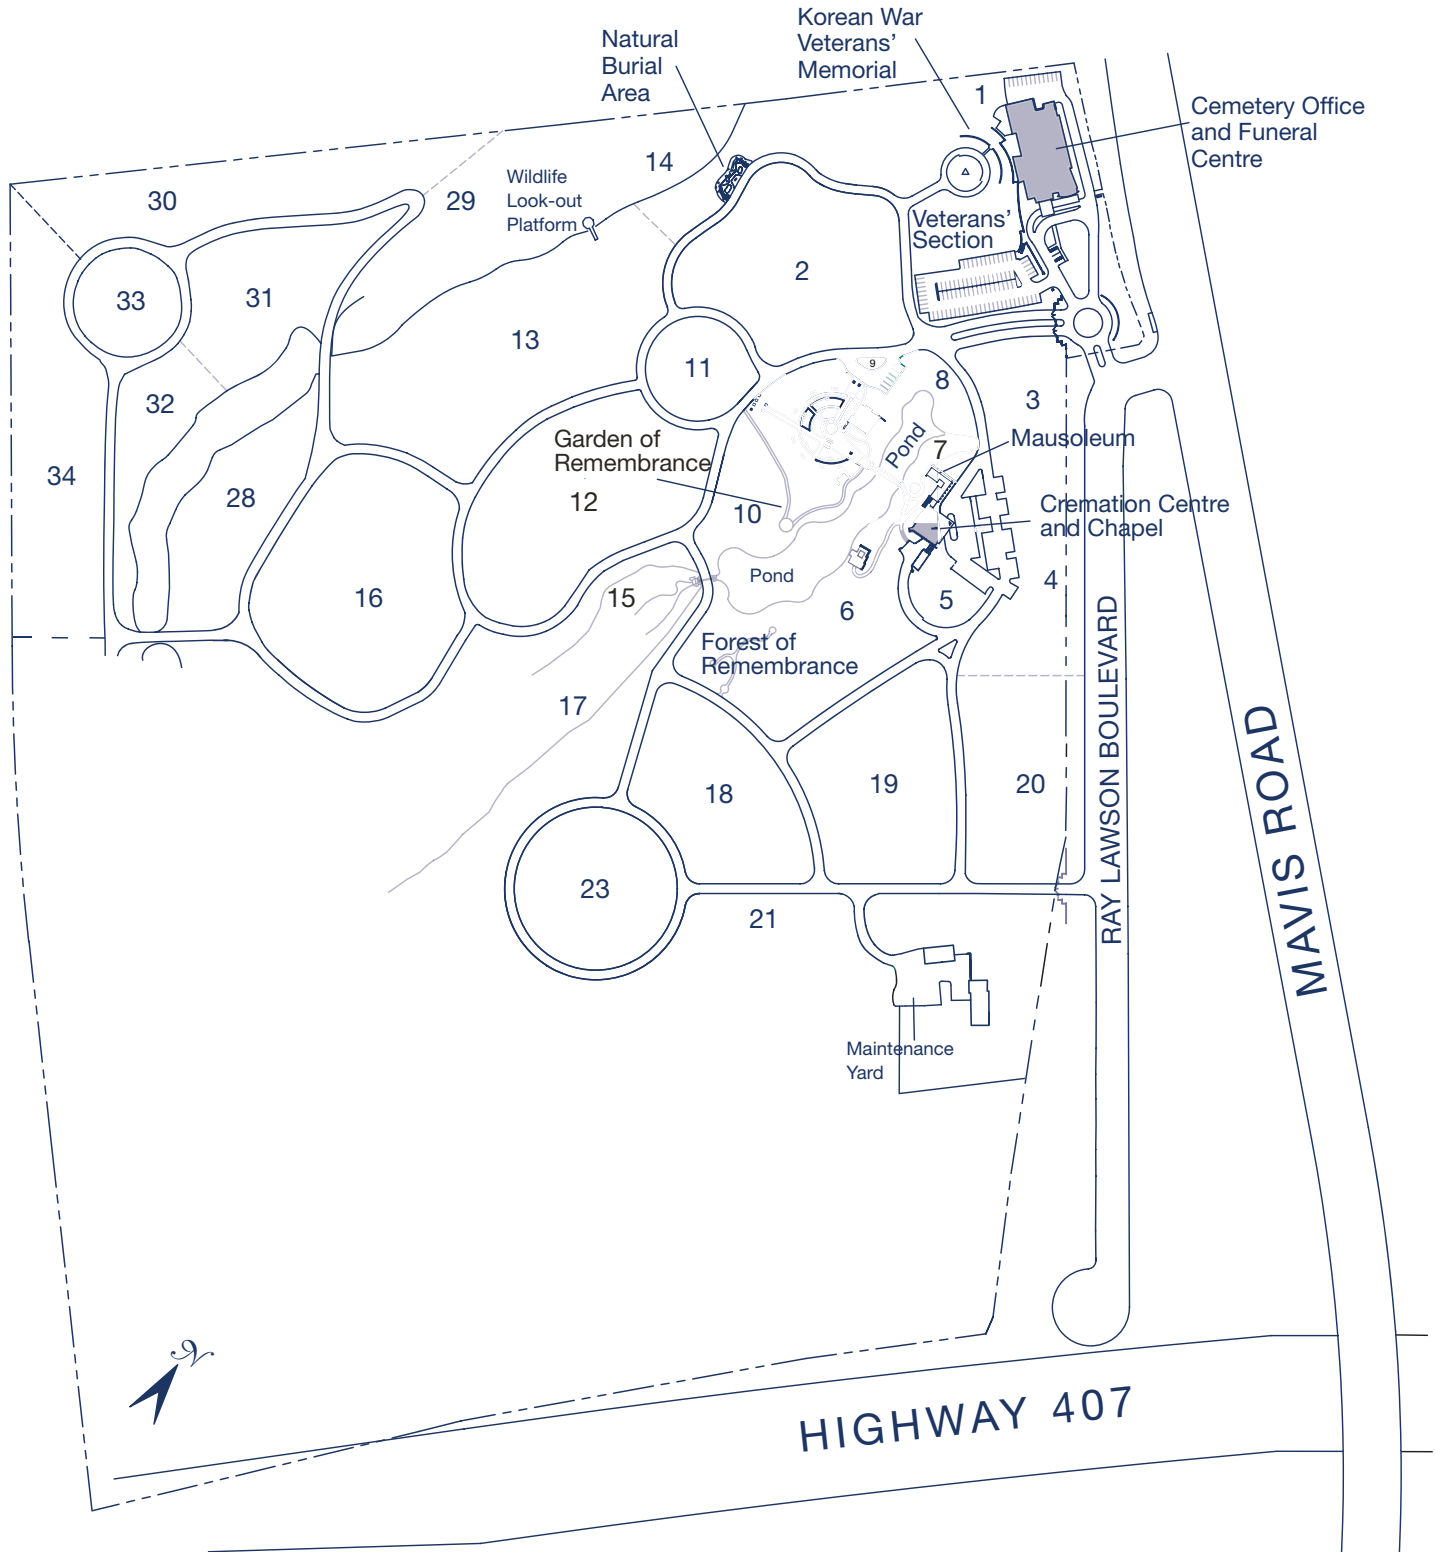 Korean War
Veterans’
Memorial
Natural
Burial
Area
1
Cemetery Office
and Funeral
Centre
14
Wildlife
Look-out
Platform
29
30
Veterans’
Section
2
33
31
13
11
9
8
3
32
Garden of
Remembrance
12
Pond
7
Mausoleum
34
28
10
Cremation Centre
and Chapel
Pond
4
16
15
6
5
Forest of
Remembrance
17
18
19
20
RAY LAWSON BOULEVARD
MAVIS ROAD
23
21
Maintenance
Yard
N
HIGHWAY 407